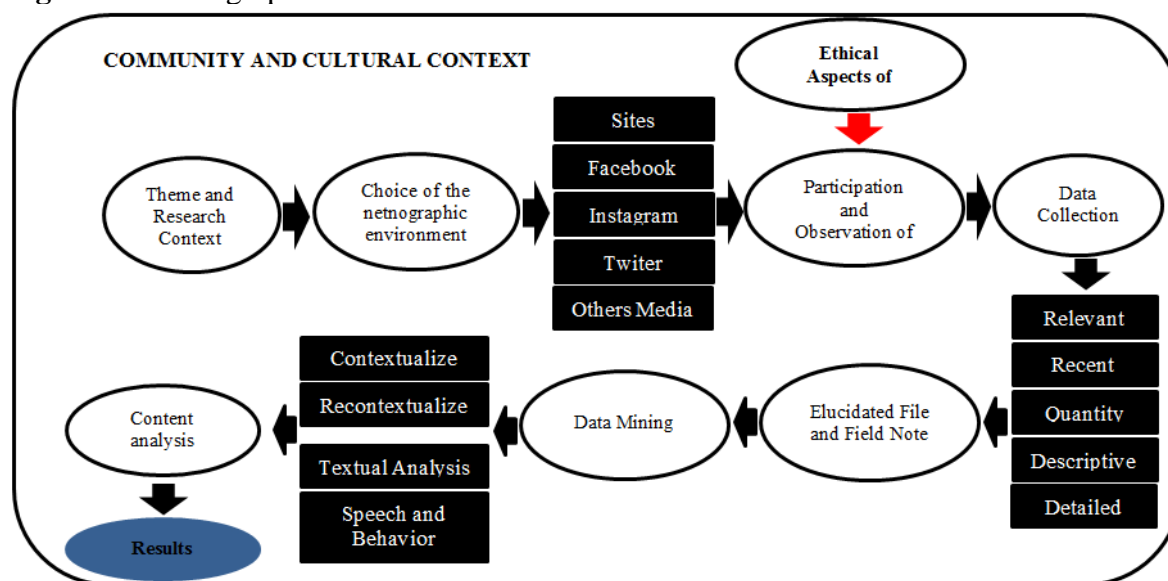 COMMUNITY AND CULTURAL CONTEXT
Ethical
Aspects of
Theme and
Research
Context
Choice of the
netnographic
environment
Sites
Facebook
Instagram
Twiter
Others Media
Participation
and
Observation of
Data
Collection
Relevant
Recent
Quantity
Descriptive
Detailed
Elucidated File
and Field Note
Data Mining
Contextualize
Recontextualize
Textual Analysis
Speech and
Behavior
Content
analysis
Results